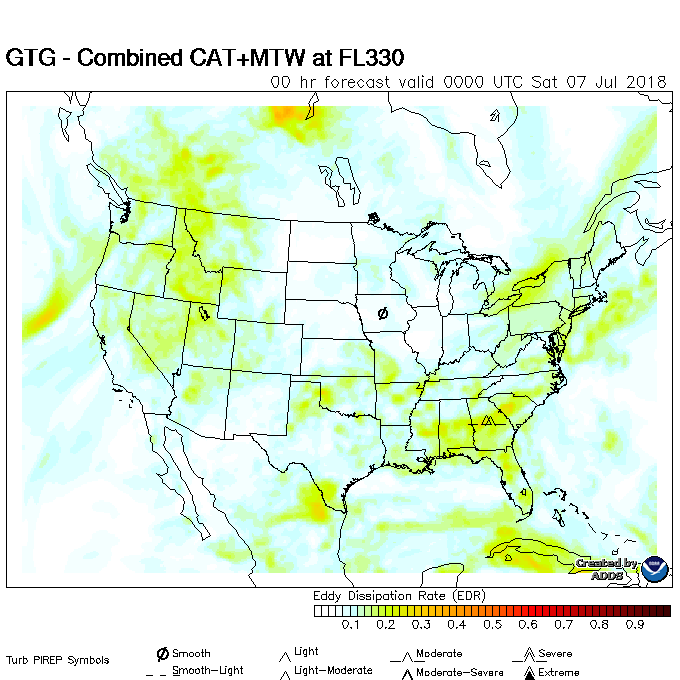 GTG - Combined CAT+MTW at FL330
00 hr forecast valid 0000 UTC Sat 07 Jul 2018
Created by
ADDS
NOAA
Eddy Dissipation Rate (EDR)
0.1 0.2 0.3 0.4 0.5 0.6 0.7 0.8 0.9
Turb PIREP Symbols
Smooth
Smooth-Light
Light
Light-Moderate
Moderate
Moderate-Severe
Severe
Extreme